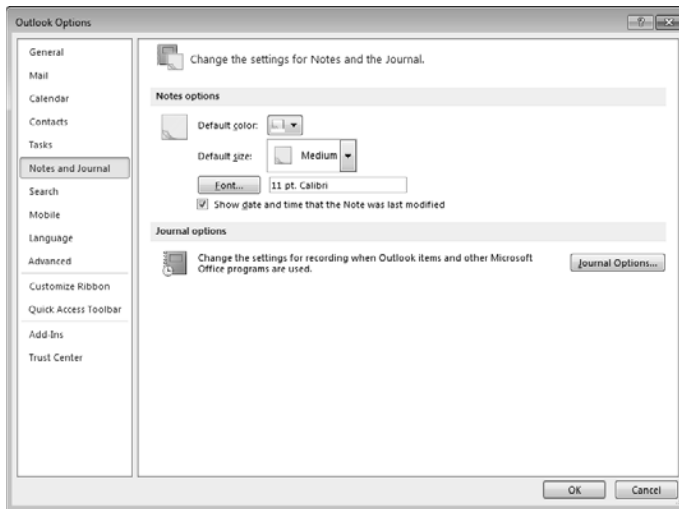 Outlook Options
General
Mail
Calendar
Contacts
Tasks
Notes and Journal
Search
Mobile
Language
Advanced
Customize Ribbon
Quick Access Toolbar
Add-Ins
Trust Center
Change the settings for Notes and the Journal.
Notes options
Default color:
Default size: Medium
Font... 11 pt. Calibri
Show date and time that the Note was last modified
Journal options
Change the settings for recording when Outlook items and other Microsoft
Office programs are used.
Journal Options...
OK Cancel